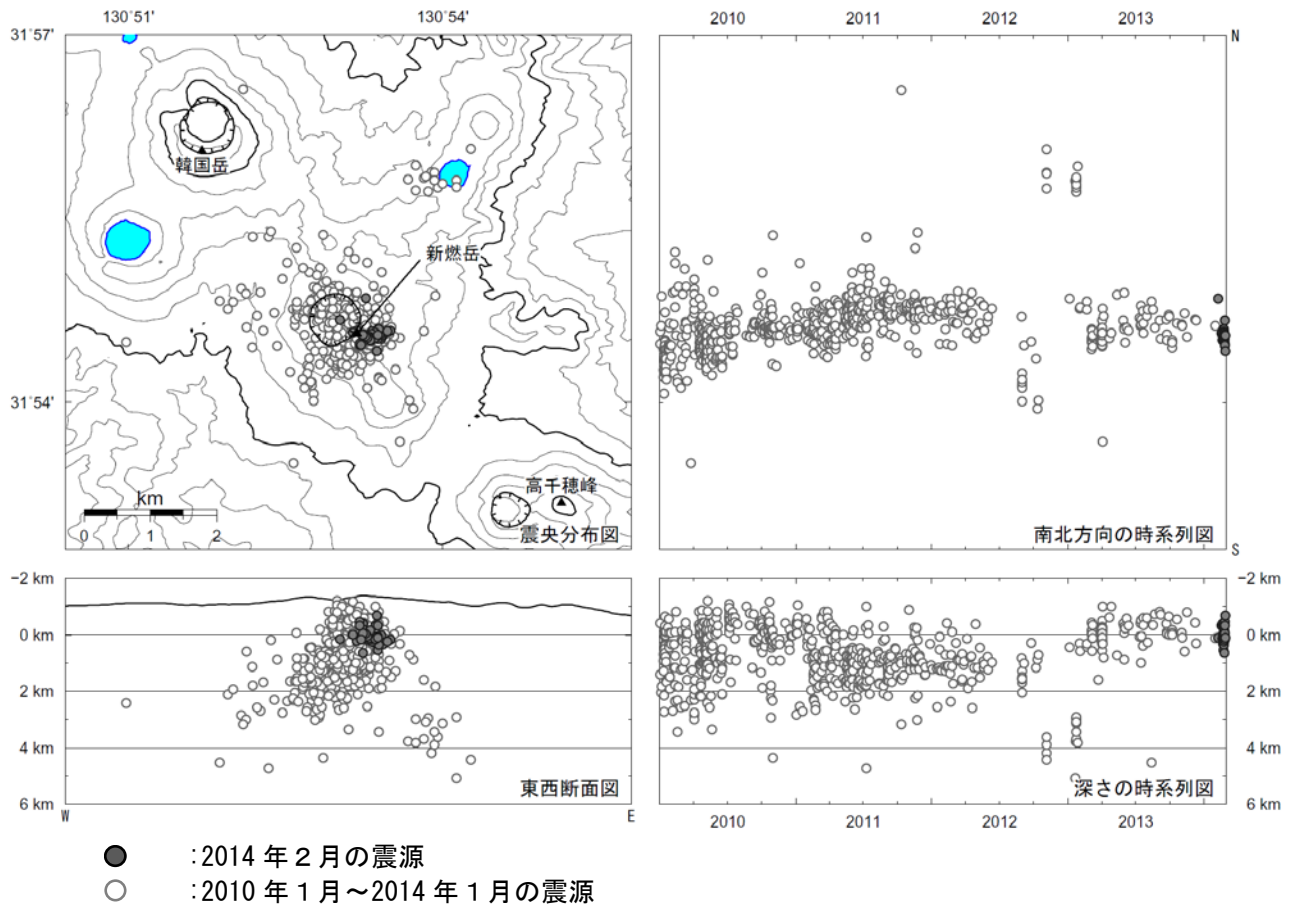 130°51' 130°54'
31°57'
31°54'
韓国岳
新燃岳
高千穂峰
km
0 1 2
震央分布図
2010 2011 2012 2013
N
S
南北方向の時系列図
−2 km
0 km
2 km
4 km
6 km
W E
東西断面図
−2 km
0 km
2 km
4 km
6 km
深さの時系列図
2010 2011 2012 2013
:2014 年２月の震源
:2010 年１月～2014 年１月の震源